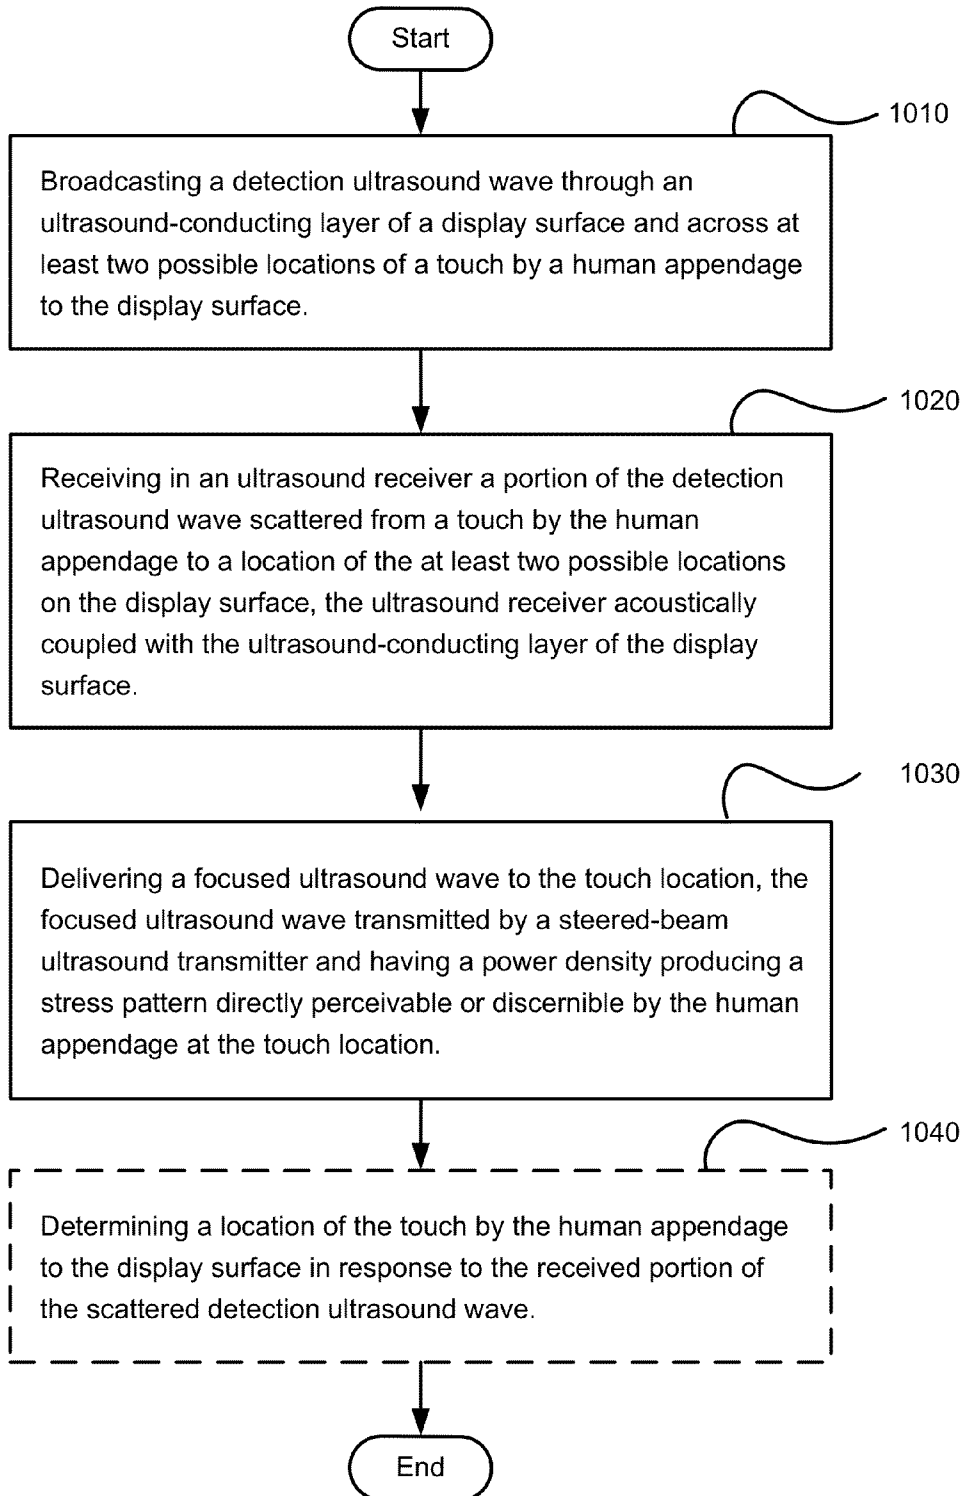 Start
1010
Broadcasting a detection ultrasound wave through an
ultrasound-conducting layer of a display surface and across at
least two possible locations of a touch by a human appendage
to the display surface.
1020
Receiving in an ultrasound receiver a portion of the detection
ultrasound wave scattered from a touch by the human
appendage to a location of the at least two possible locations
on the display surface, the ultrasound receiver acoustically
coupled with the ultrasound-conducting layer of the display
surface.
1030
Delivering a focused ultrasound wave to the touch location, the
focused ultrasound wave transmitted by a steered-beam
ultrasound transmitter and having a power density producing a
stress pattern directly perceivable or discernible by the human
appendage at the touch location.
1040
Determining a location of the touch by the human appendage
to the display surface in response to the received portion of
the scattered detection ultrasound wave.
End